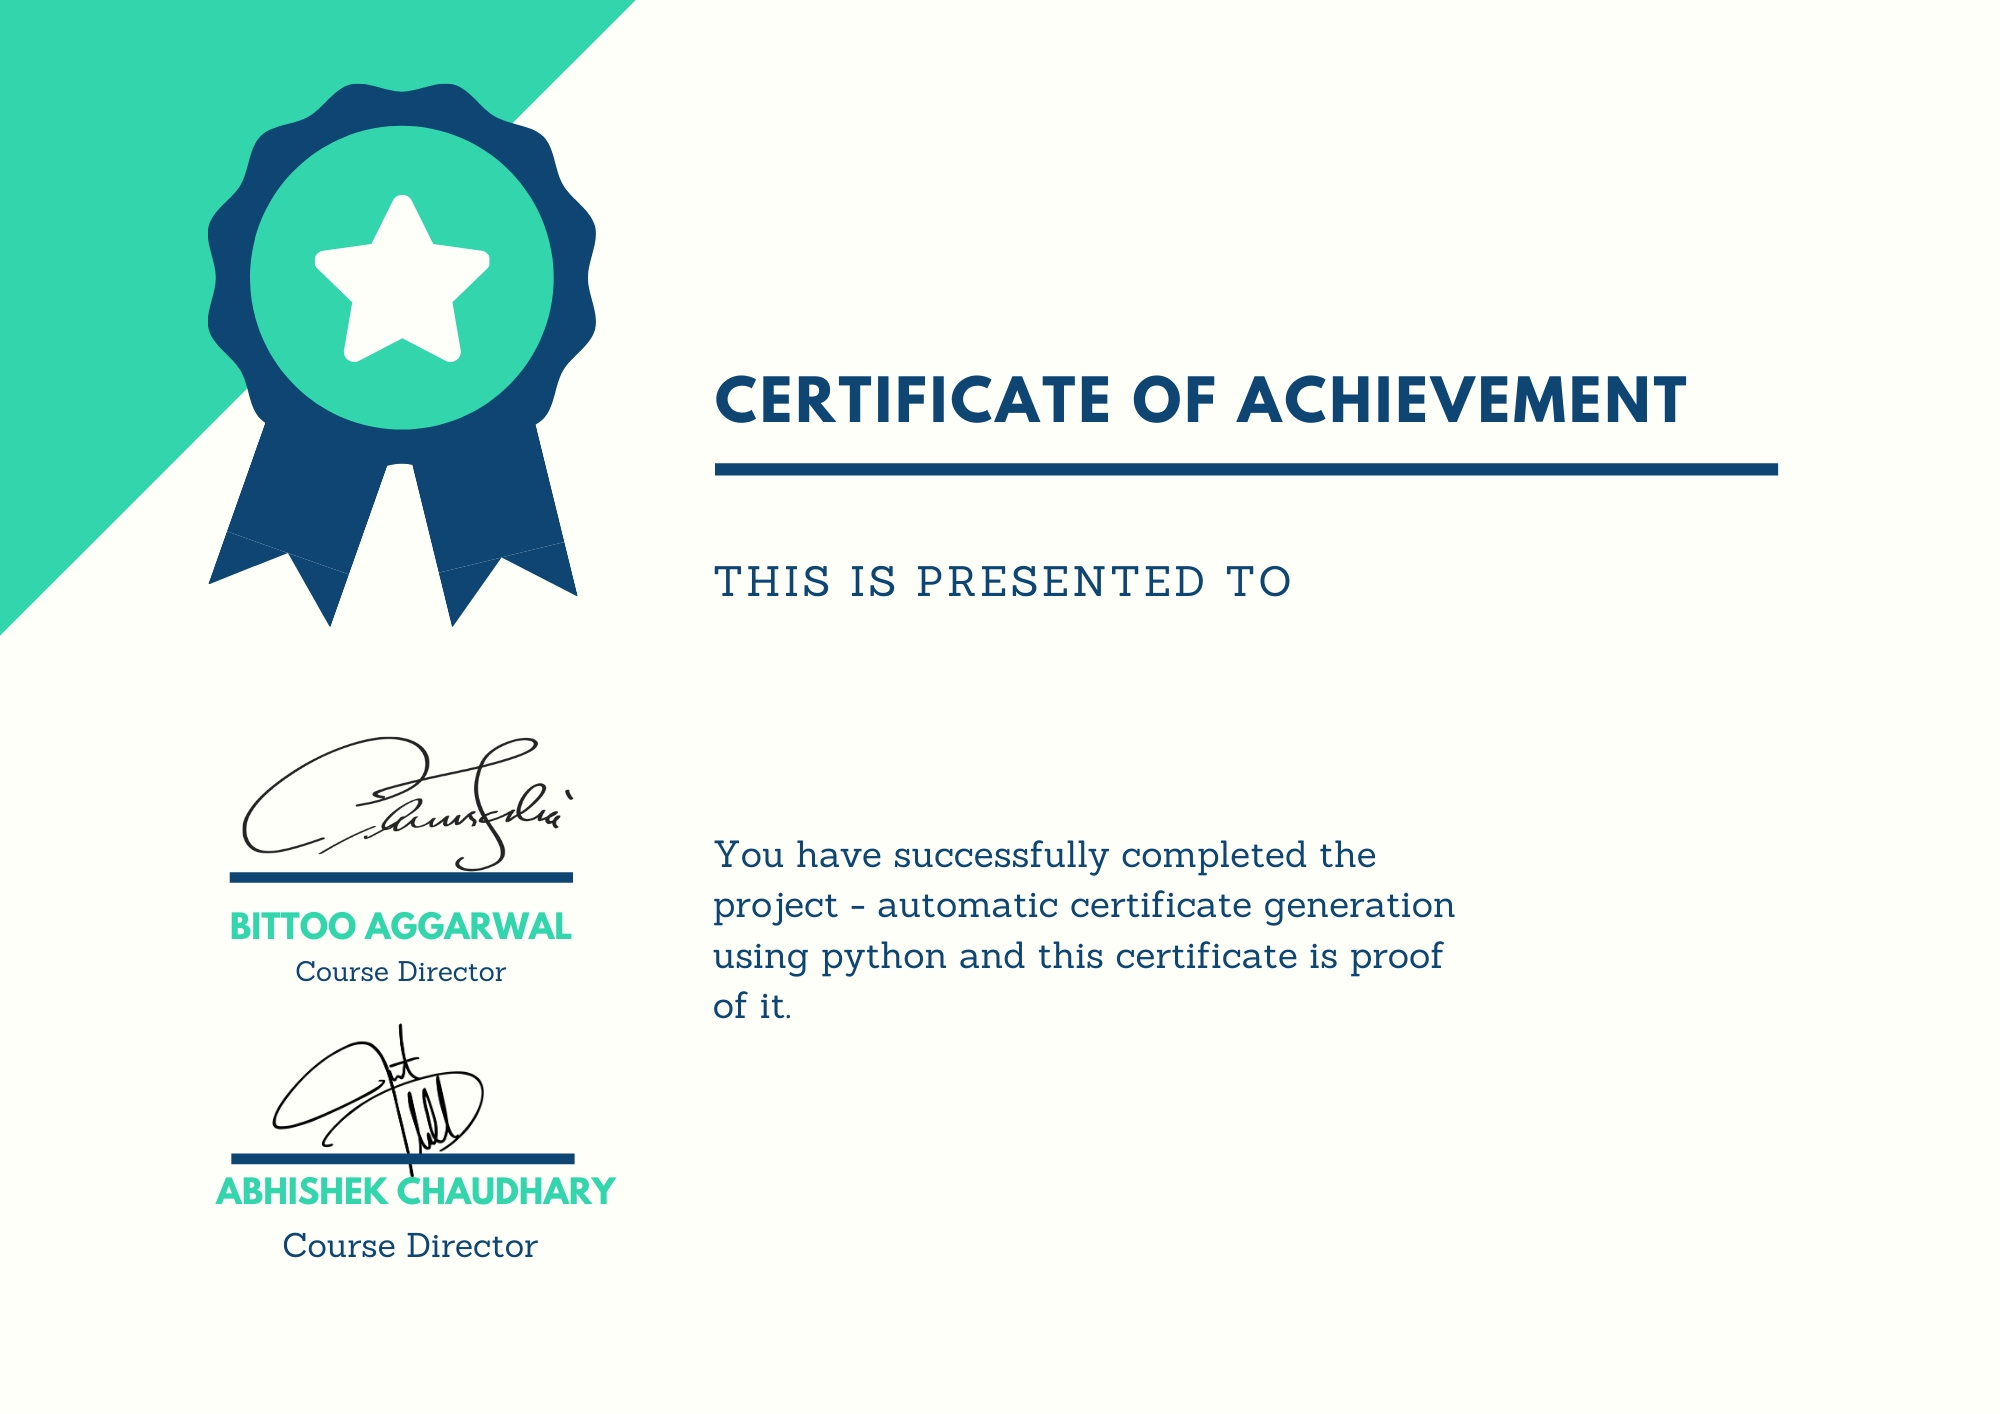 CERTIFICATE OF ACHIEVEMENT
THIS IS PRESENTED TO
You have successfully completed the
project - automatic certificate generation
using python and this certificate is proof
of it.
BITTOO AGGARWAL
Course Director
ABHISHEK CHAUDHARY
Course Director